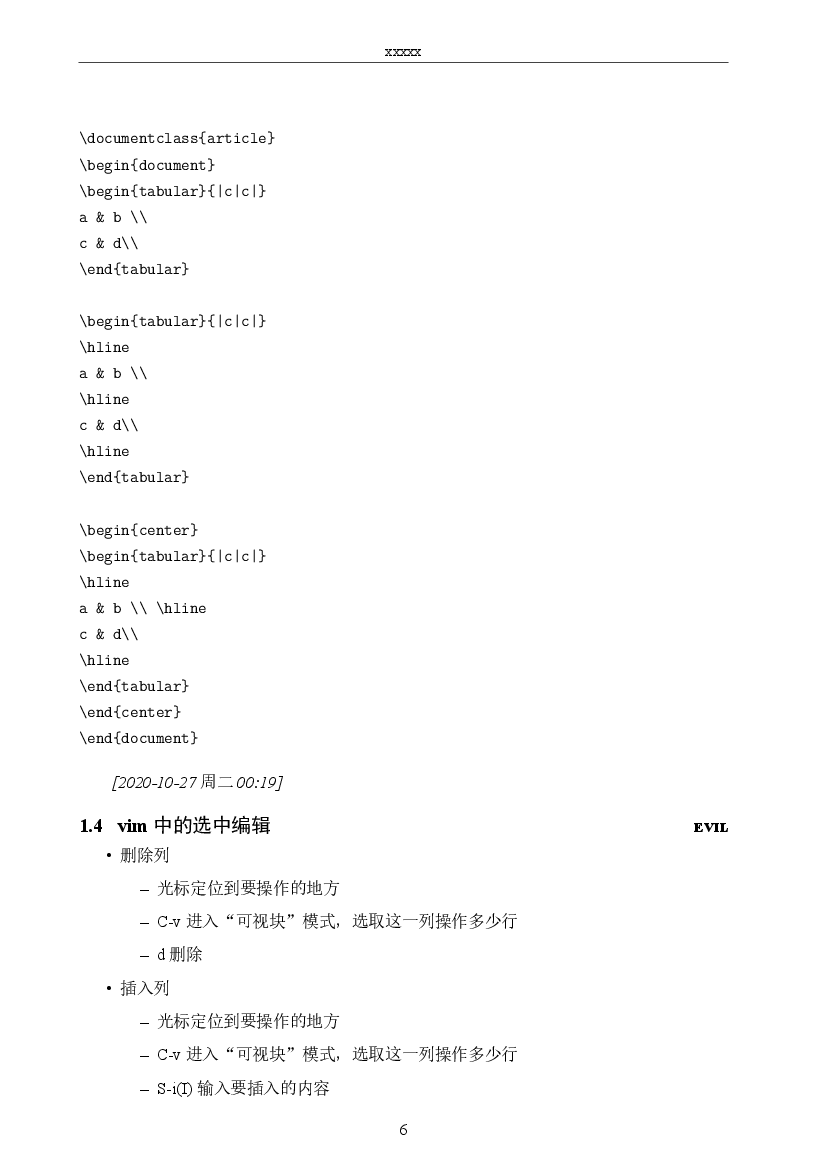 xxxxx
\documentclass{article}
\begin{document}
\begin{tabular}{|c|c|}
a & b \\
c & d\\
\end{tabular}
\begin{tabular}{|c|c|}
\hline
a & b \\
\hline
c & d\\
\hline
\end{tabular}
\begin{center}
\begin{tabular}{|c|c|}
\hline
a & b \\ \hline
c & d\\
\hline
\end{tabular}
\end{center}
\end{document}
[2020-10-27 周二 00:19]
1.4 vim 中的选中编辑 EVIL
• 删除列
– 光标定位到要操作的地方
– C-v 进入“可视块”模式，选取这一列操作多少行
– d 删除
• 插入列
– 光标定位到要操作的地方
– C-v 进入“可视块”模式，选取这一列操作多少行
– S-i(I) 输入要插入的内容
6